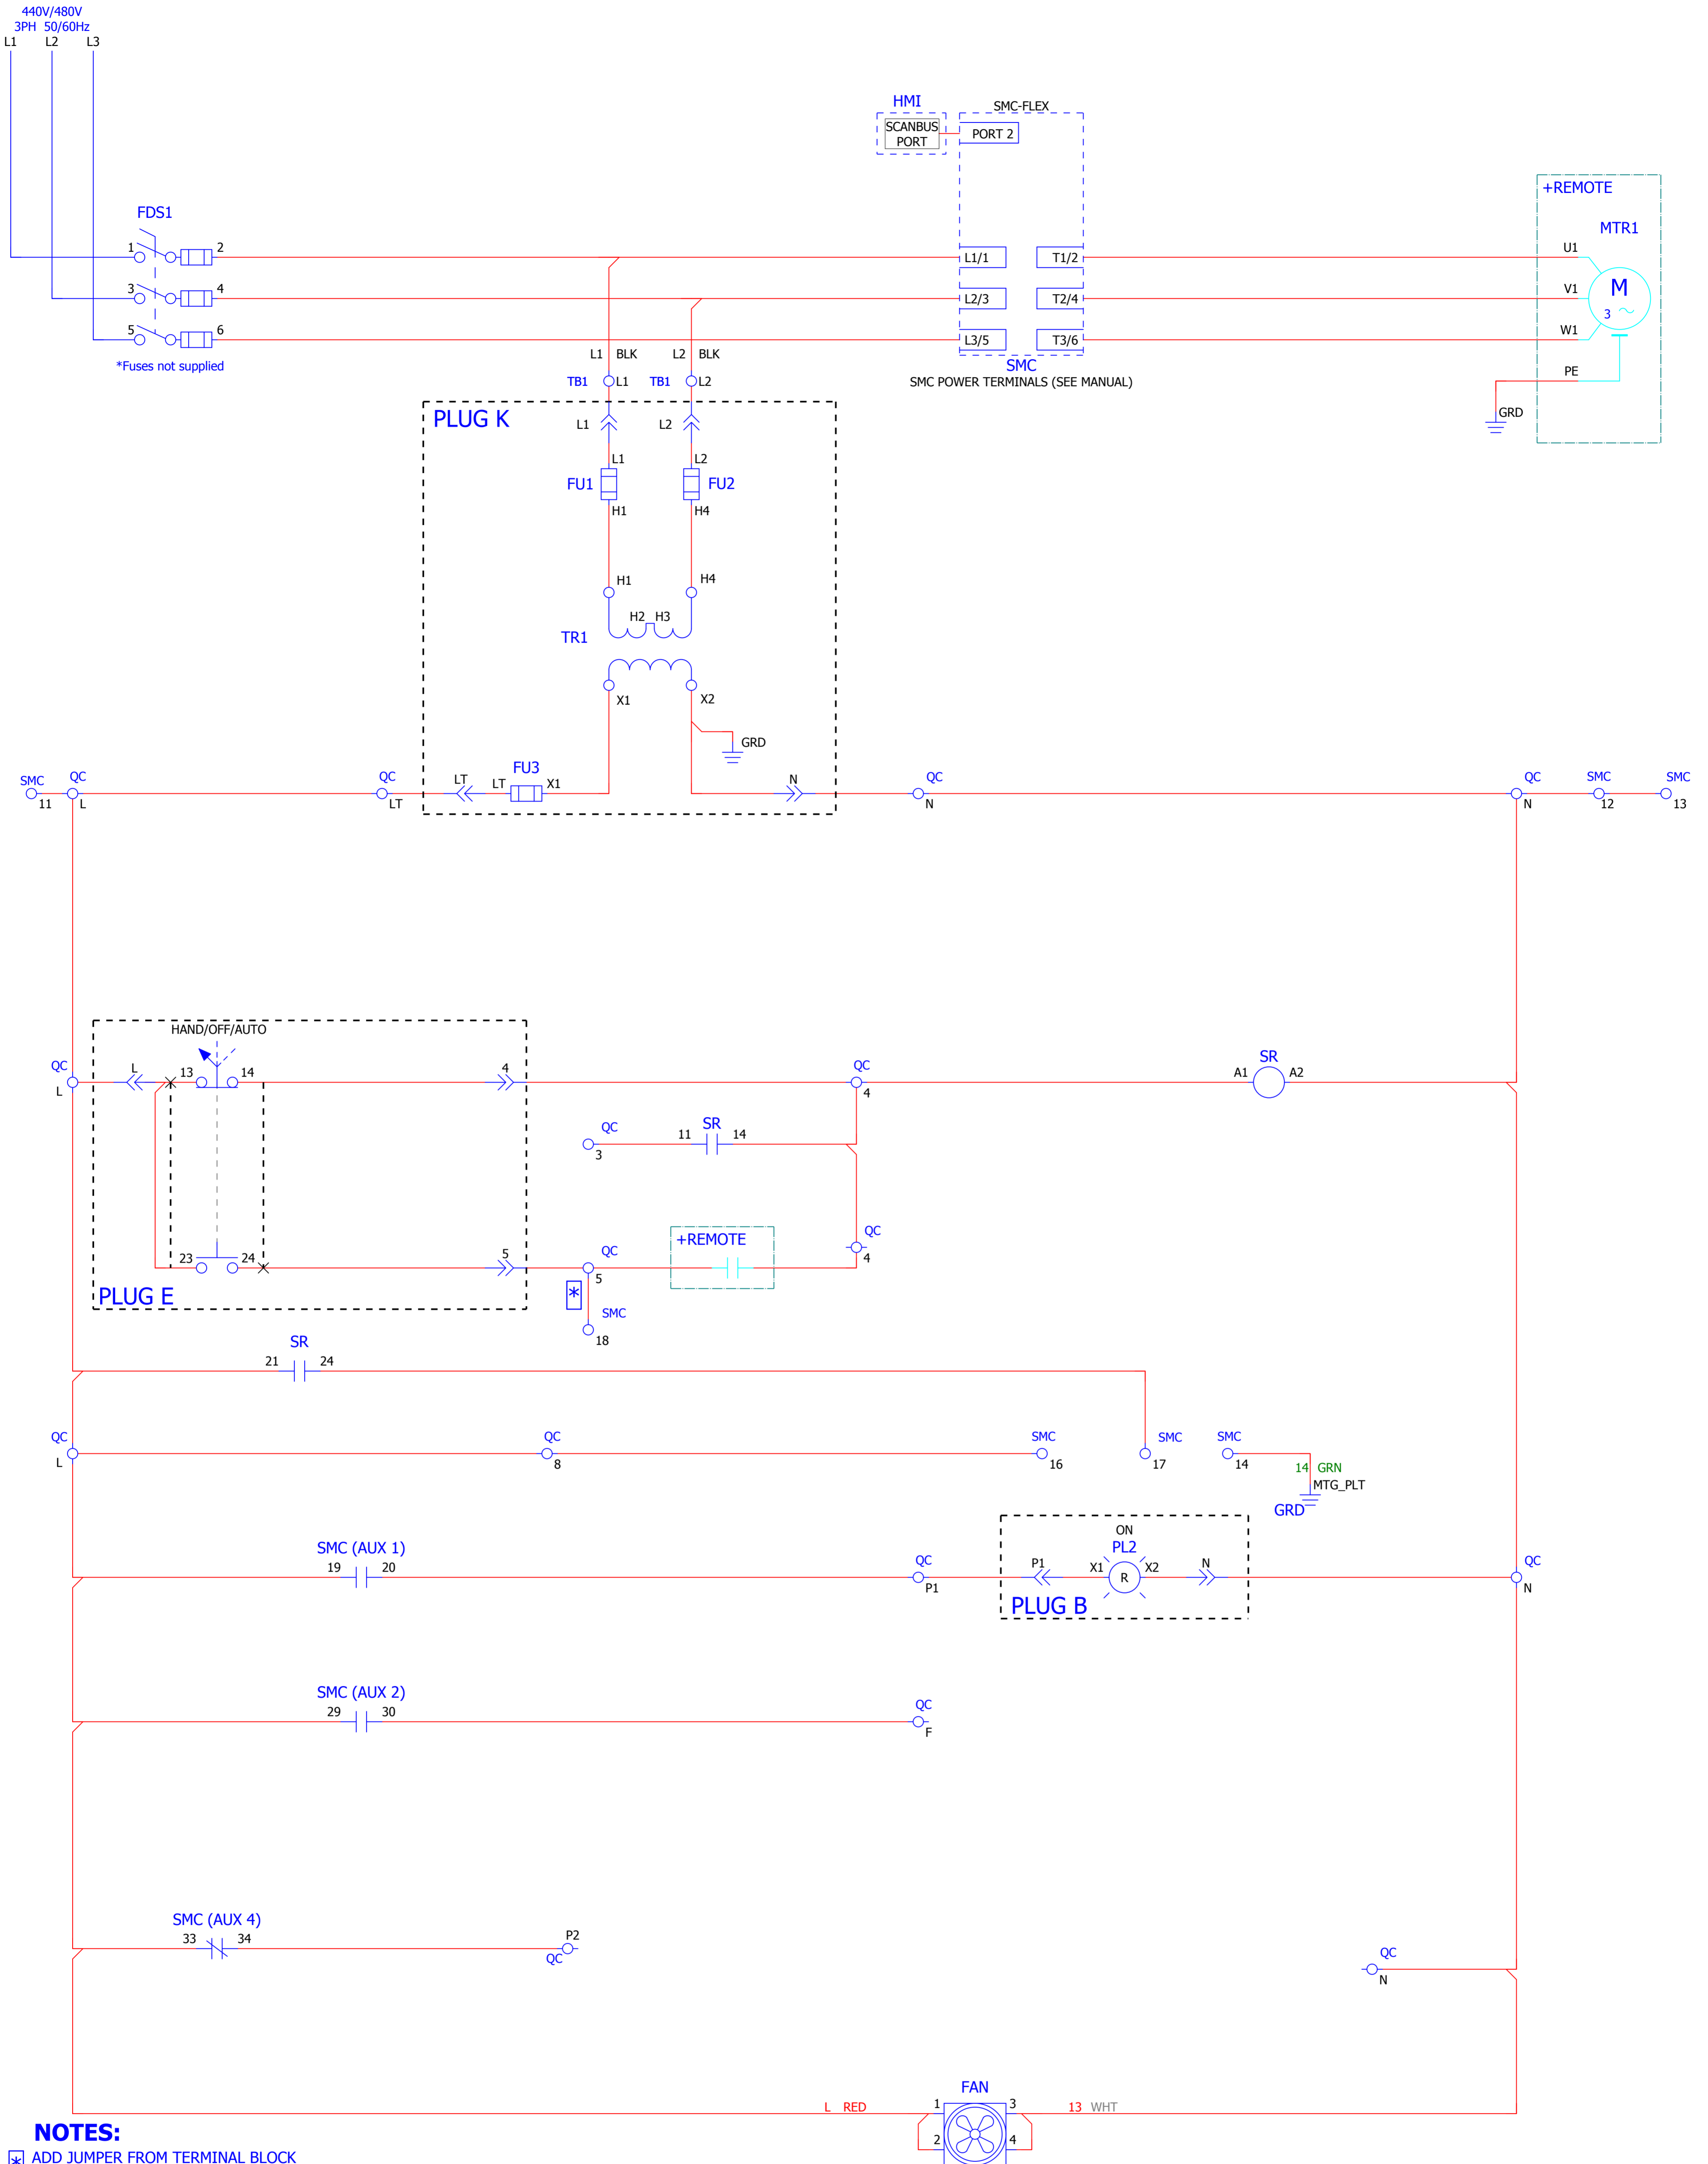 440V/480V
3PH 50/60Hz
L1 L2 L3
HMI
SCANBUS
PORT
SMC-FLEX
PORT 2
+REMOTE
MTR1
FDS1
1 2
L1/1 T1/2
U1
3 4
L2/3 T2/4
V1
M
3
5 6
L3/5 T3/6
W1
*Fuses not supplied
L1 BLK L2 BLK
SMC
SMC POWER TERMINALS (SEE MANUAL)
PE
GRD
TB1 L1 TB1 L2
PLUG K
L1 L2
L1 L2
FU1 FU2
H1 H4
H1 H4
H2 H3
TR1
X1 X2
GRD
SMC QC QC LT LT FU3 X1 N QC QC SMC SMC
11 L LT N N 12 13
HAND/OFF/AUTO
QC L 13 14 4 QC SR
L 4 A1 A2
QC 11 SR 14
3
QC
4
+REMOTE
23 24 5 QC
5
PLUG E
*
SMC
18
SR
21 24
QC QC SMC SMC SMC
L 8 16 17 14
14 GRN
MTG_PLT
GRD
ON
PL2
SMC (AUX 1)
19 20 QC P1 X1 R X2 N QC
P1 N
PLUG B
SMC (AUX 2)
29 30 QC
F
SMC (AUX 4)
33 34 P2
QC
QC
N
FAN
L RED 1 3 13 WHT
2 4
NOTES:
* ADD JUMPER FROM TERMINAL BLOCK